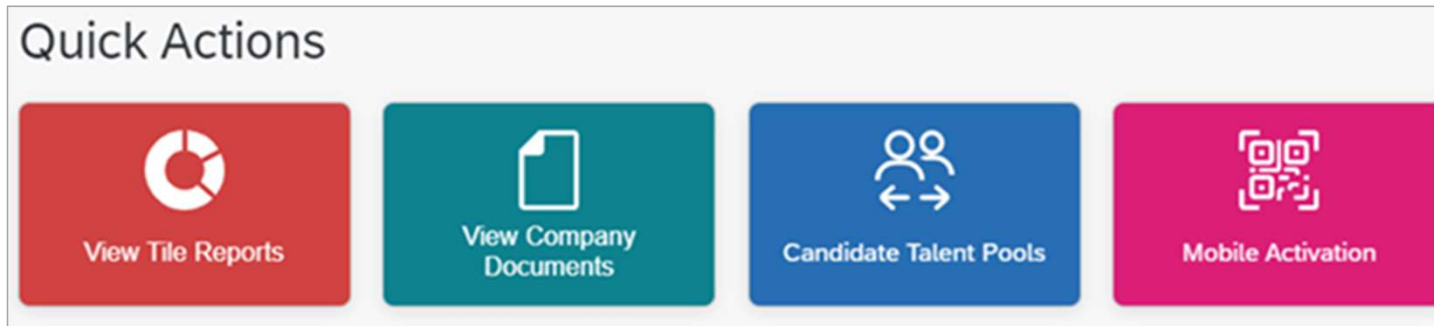 Quick Actions
View Tile Reports
View Company
Documents
Candidate Talent Pools
Mobile Activation